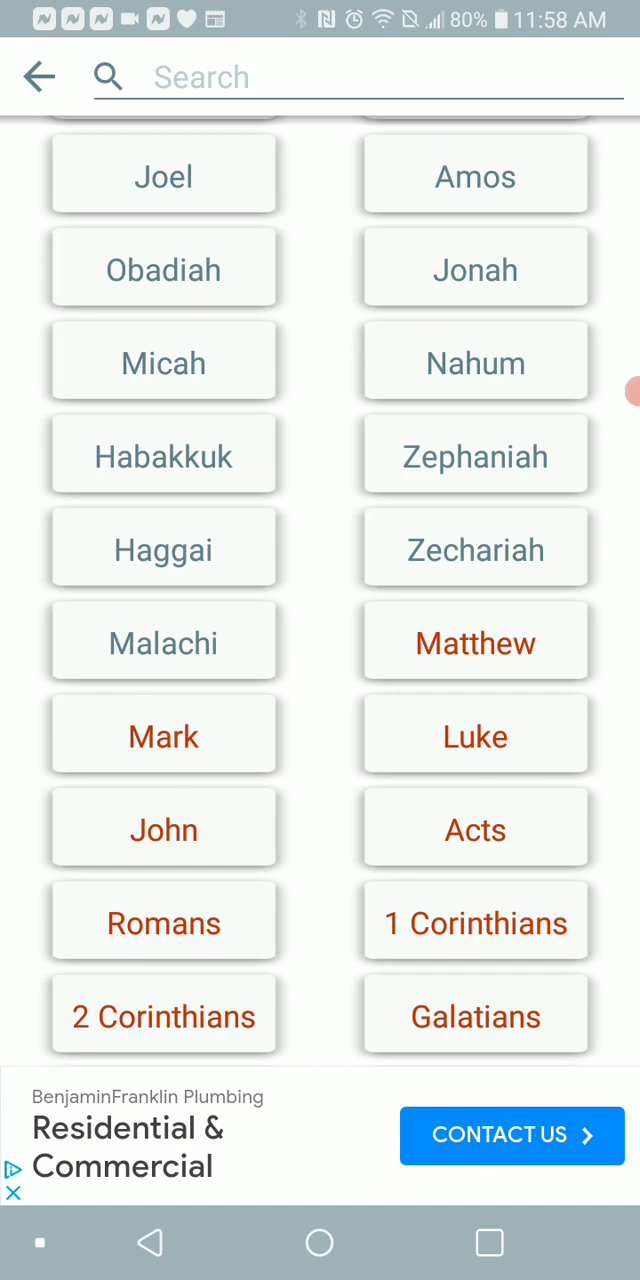 80% 11:58 AM
Search
Joel Amos
Obadiah Jonah
Micah Nahum
Habakkuk Zephaniah
Haggai Zechariah
Malachi Matthew
Mark Luke
John Acts
Romans 1 Corinthians
2 Corinthians Galatians
BenjaminFranklin Plumbing
Residential &
Commercial
CONTACT US